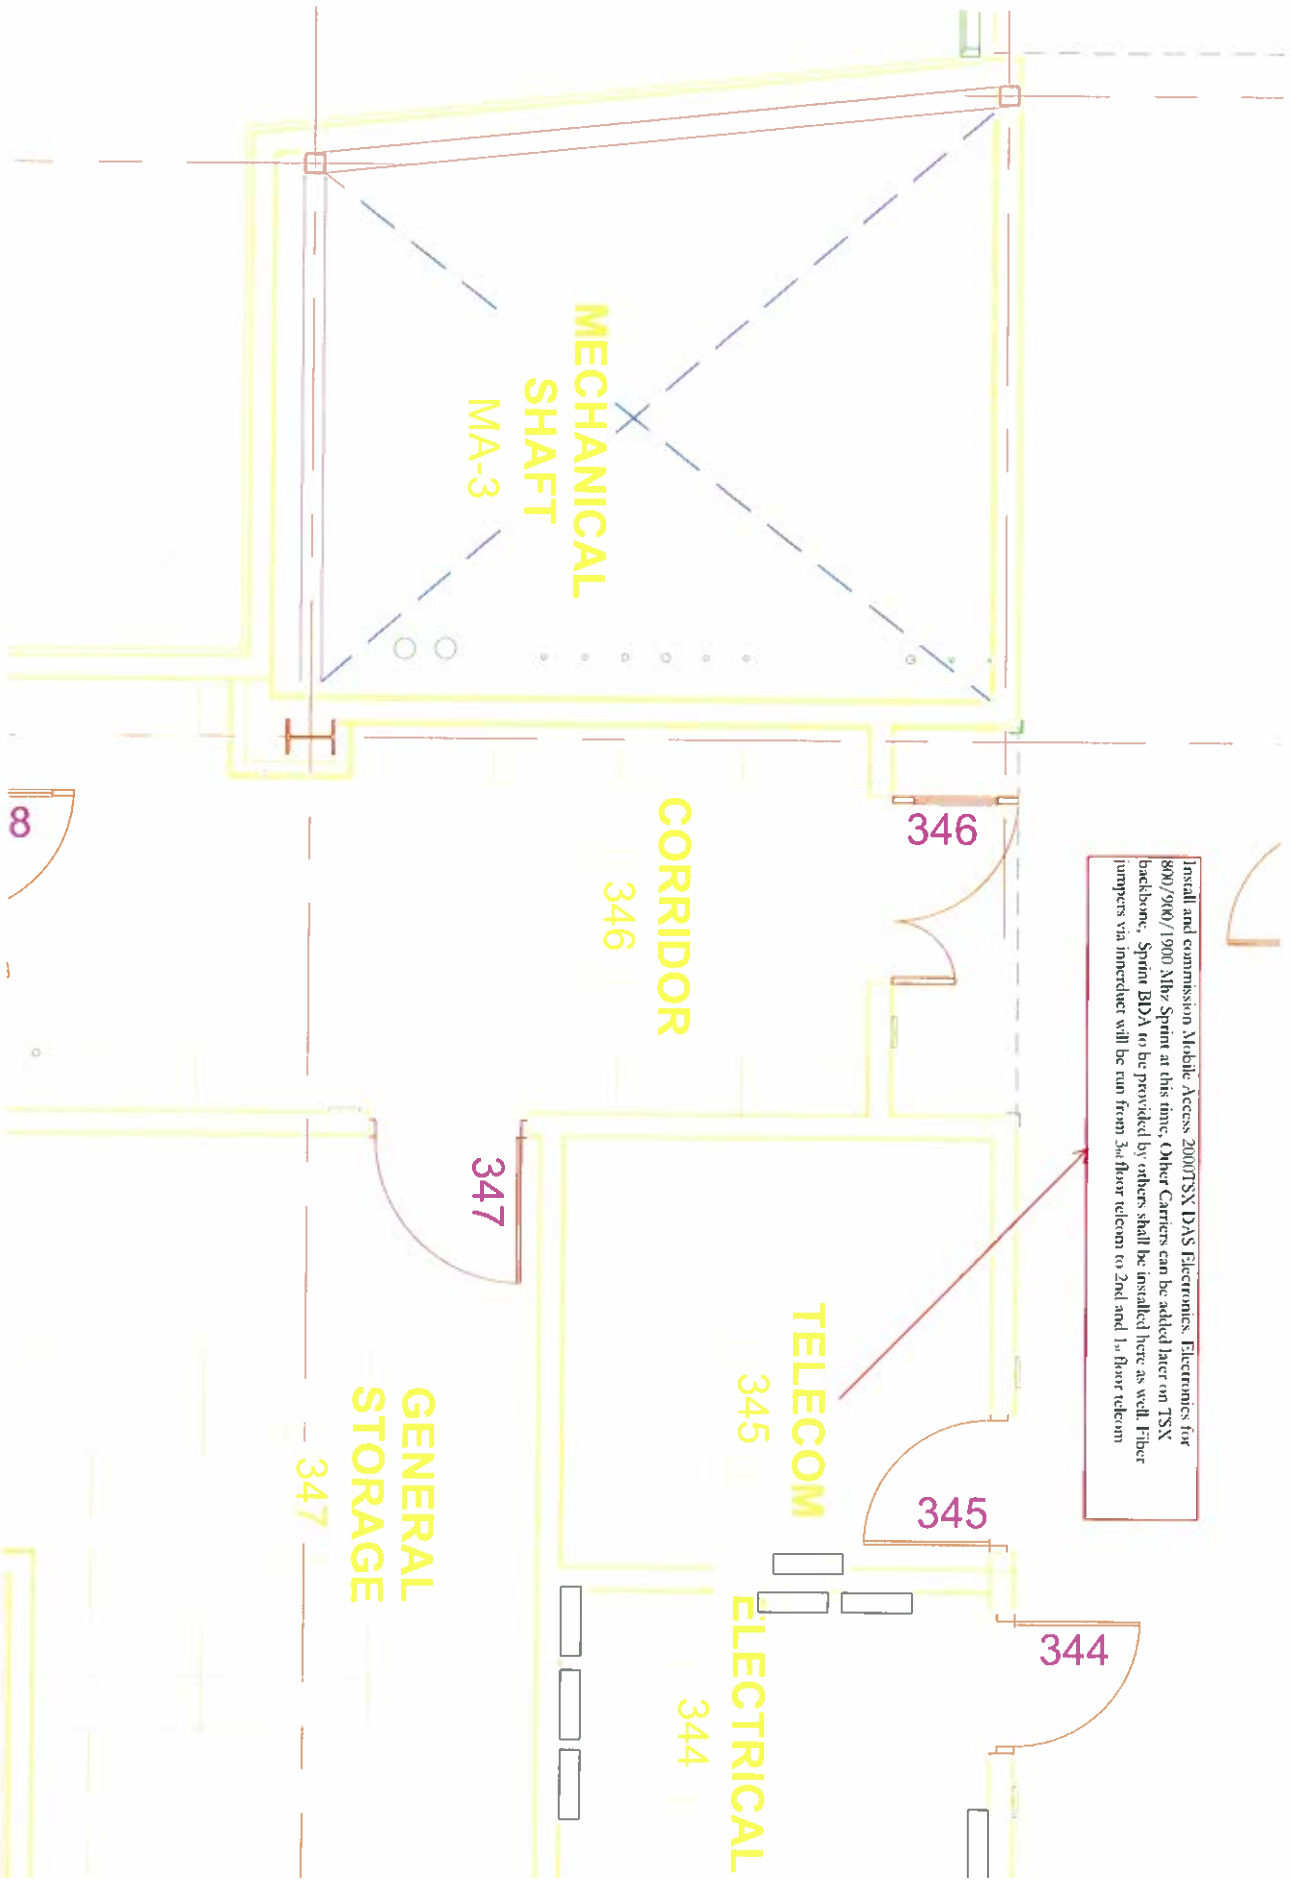 Install and commission Mobile Access 2000TSX DAS Electronics. Electronics for
800/900/1900 Mhz Sprint at this time, Other Carriers can be added later on TSX
backbone, Sprint BDA to be provided by others shall be installed here as well. Fiber
jumpers via innerduct will be run from 3rd floor telcom to 2nd and 1st floor telcom
MECHANICAL
SHAFT
MA-3
346
CORRIDOR
346
8
347
TELECOM
345
345
GENERAL
STORAGE
347
344
ELECTRICAL
344